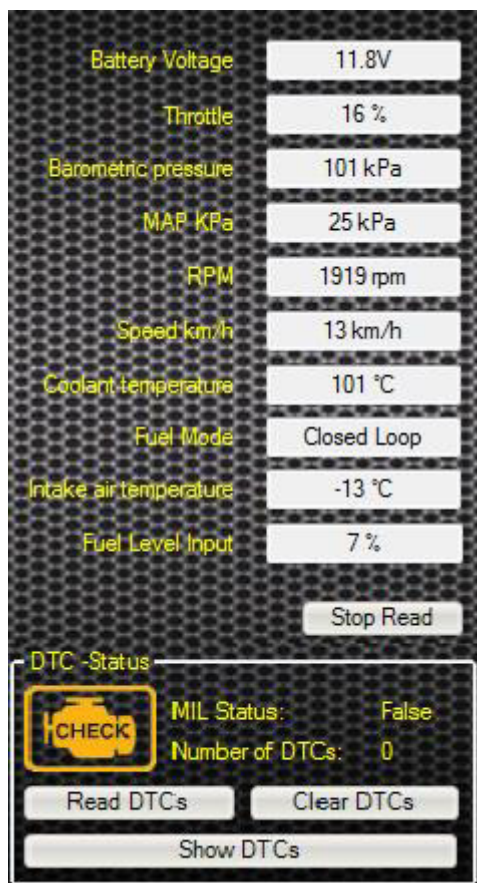 Battery Voltage 11.8V
Throttle 16 %
Barometric pressure 101 kPa
MAP KPa 25 kPa
RPM 1919 rpm
Speed km/h 13 km/h
Coolant temperature 101 °C
Fuel Mode Closed Loop
Intake air temperature -13 °C
Fuel Level Input 7 %
Stop Read
DTC -Status
CHECK
MIL Status: False
Number of DTCs: 0
Read DTCs Clear DTCs
Show DTCs